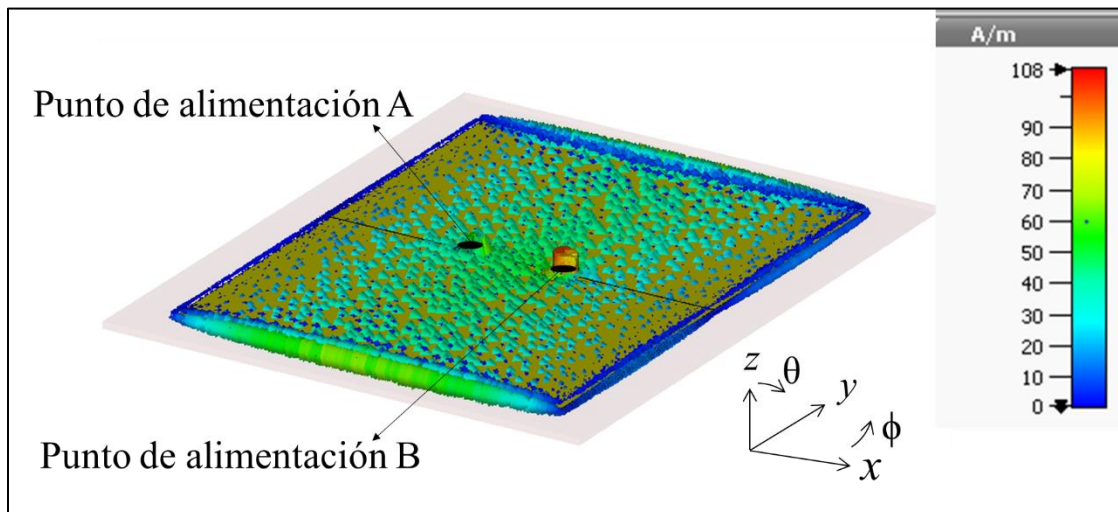 A/m
Punto de alimentación A
108
90
80
70
60
50
40
30
20
10
0
z
θ
y
ϕ
x
Punto de alimentación B